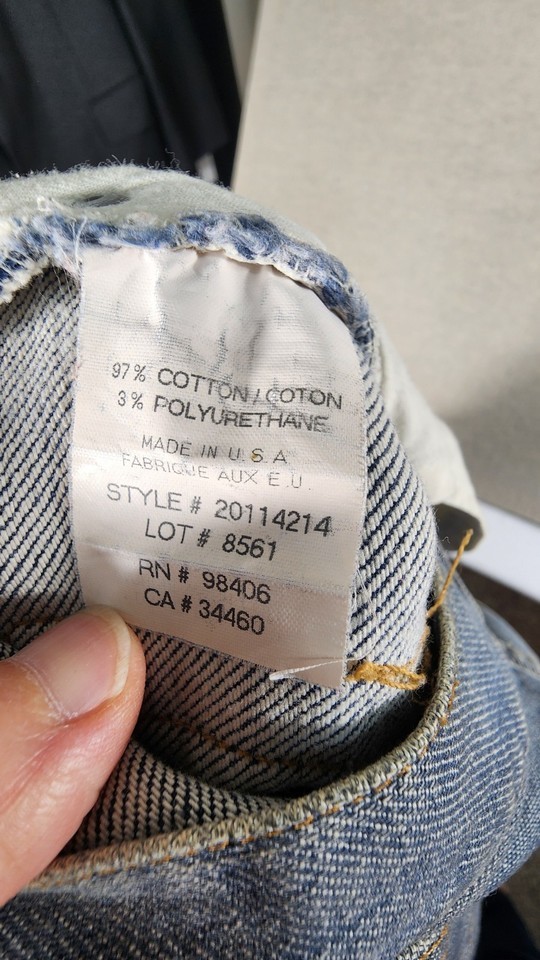 97% COTTON/COTON
3% POLYURETHANE
MADE IN U S A
FABRIQUE AUX E.U.
STYLE # 20114214
LOT # 8561
RN # 98406
CA # 34460